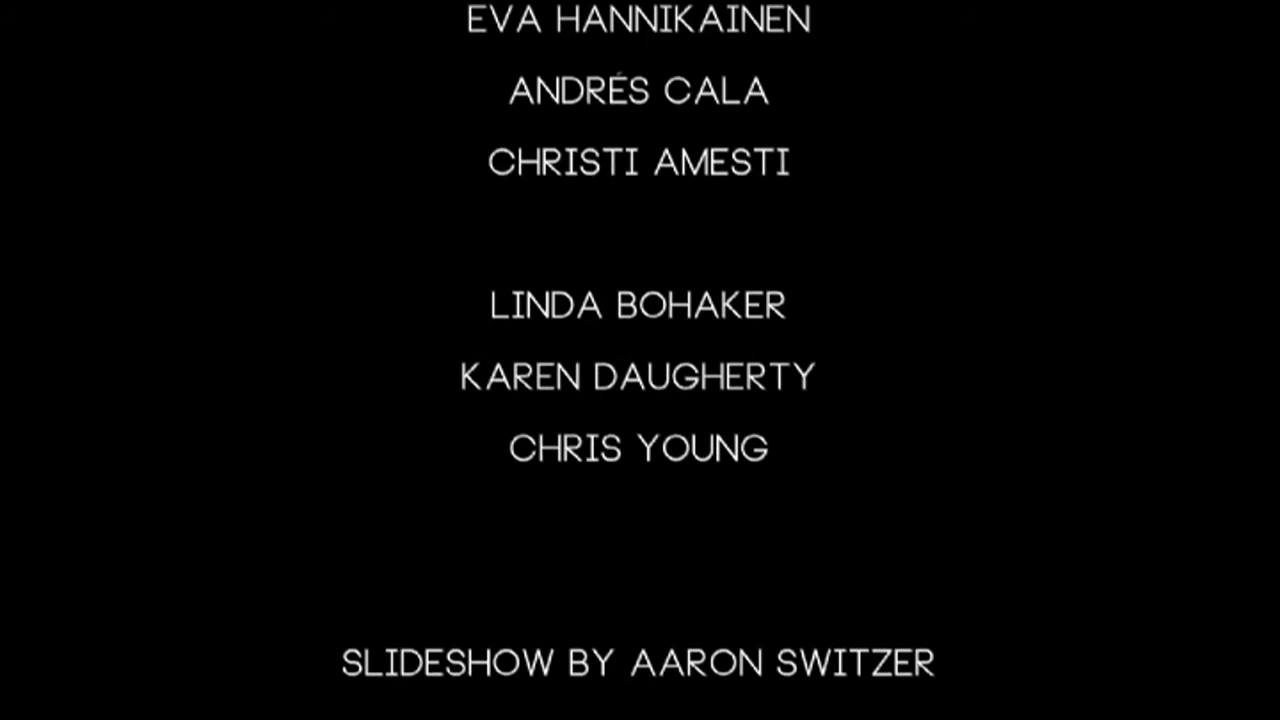 EVA HANNIKAINEN
ANDRÉS CALA
CHRISTI AMESTI
LINDA BOHAKER
KAREN DAUGHERTY
CHRIS YOUNG
SLIDESHOW BY AARON SWITZER